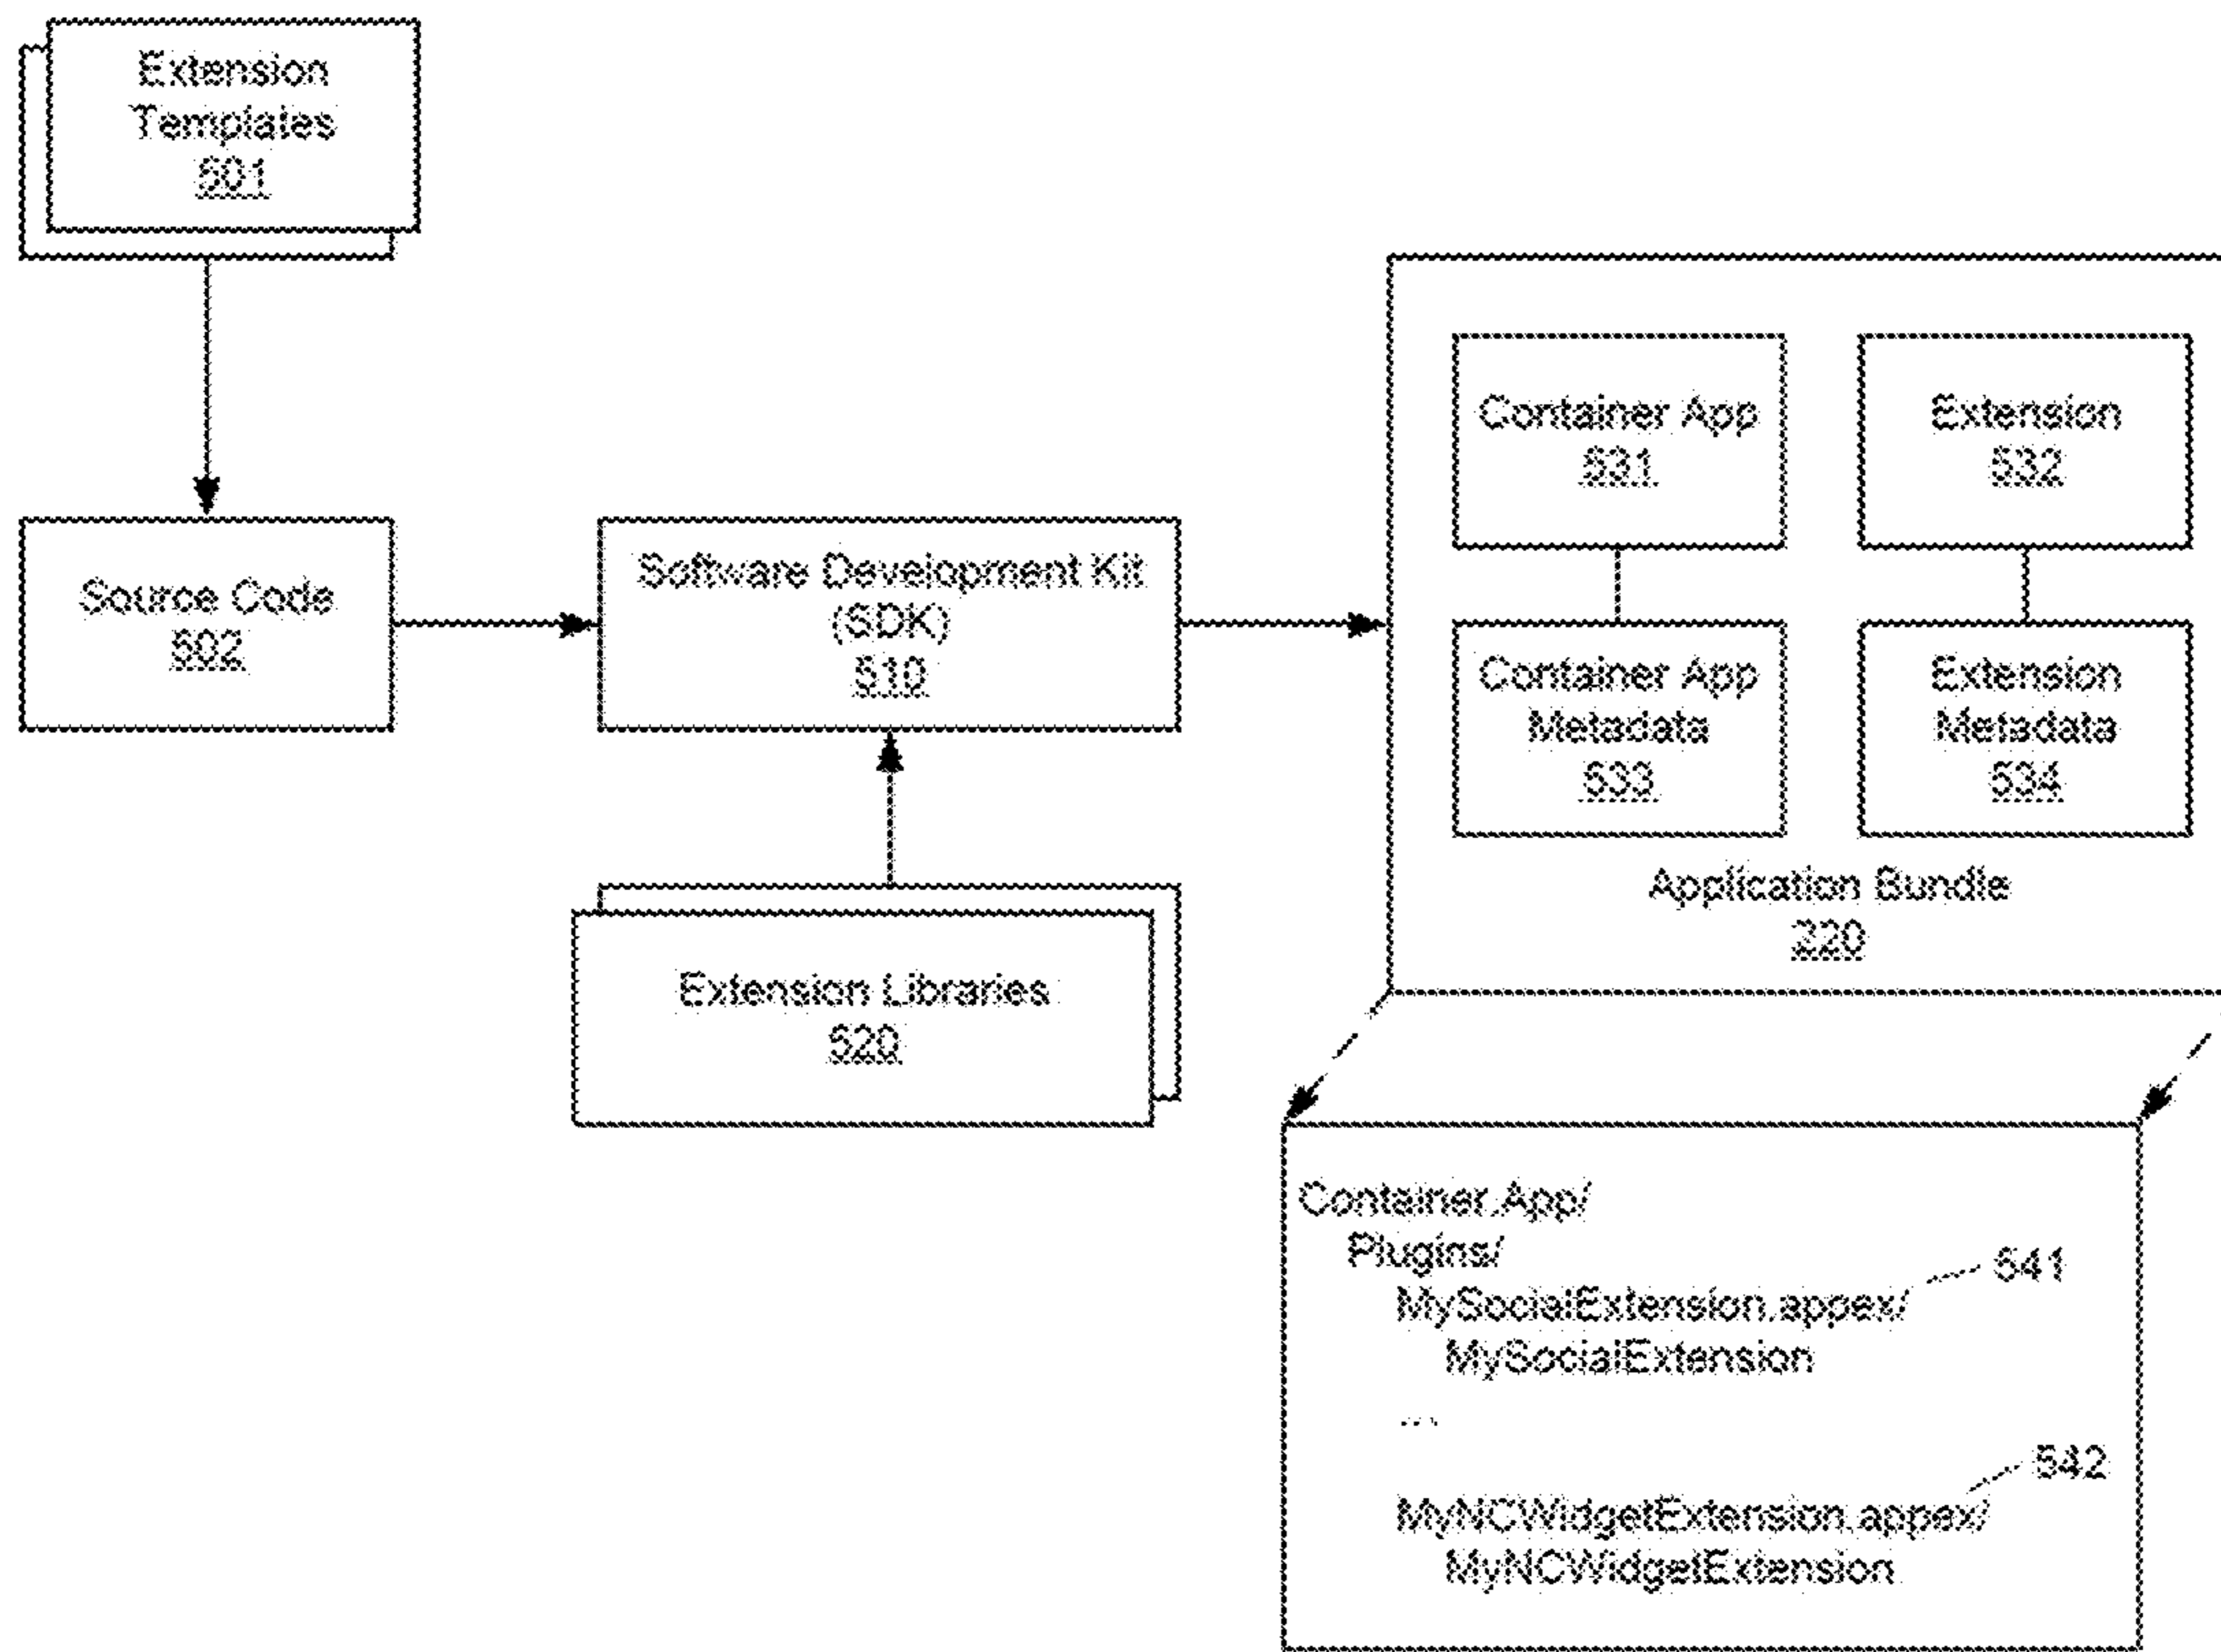 Extension
Templates
501
Source Code
502
Software Development Kit
(SDK)
510
Extension Libraries
520
Container App
531
Extension
532
Container App
Metadata
533
Extension
Metadata
534
Application Bundle
220
Container.App/
Plugins/
541
MySocialExtension.appex/
MySocialExtension
...
542
MyNCWidgetExtension.appex/
MyNCWidgetExtension